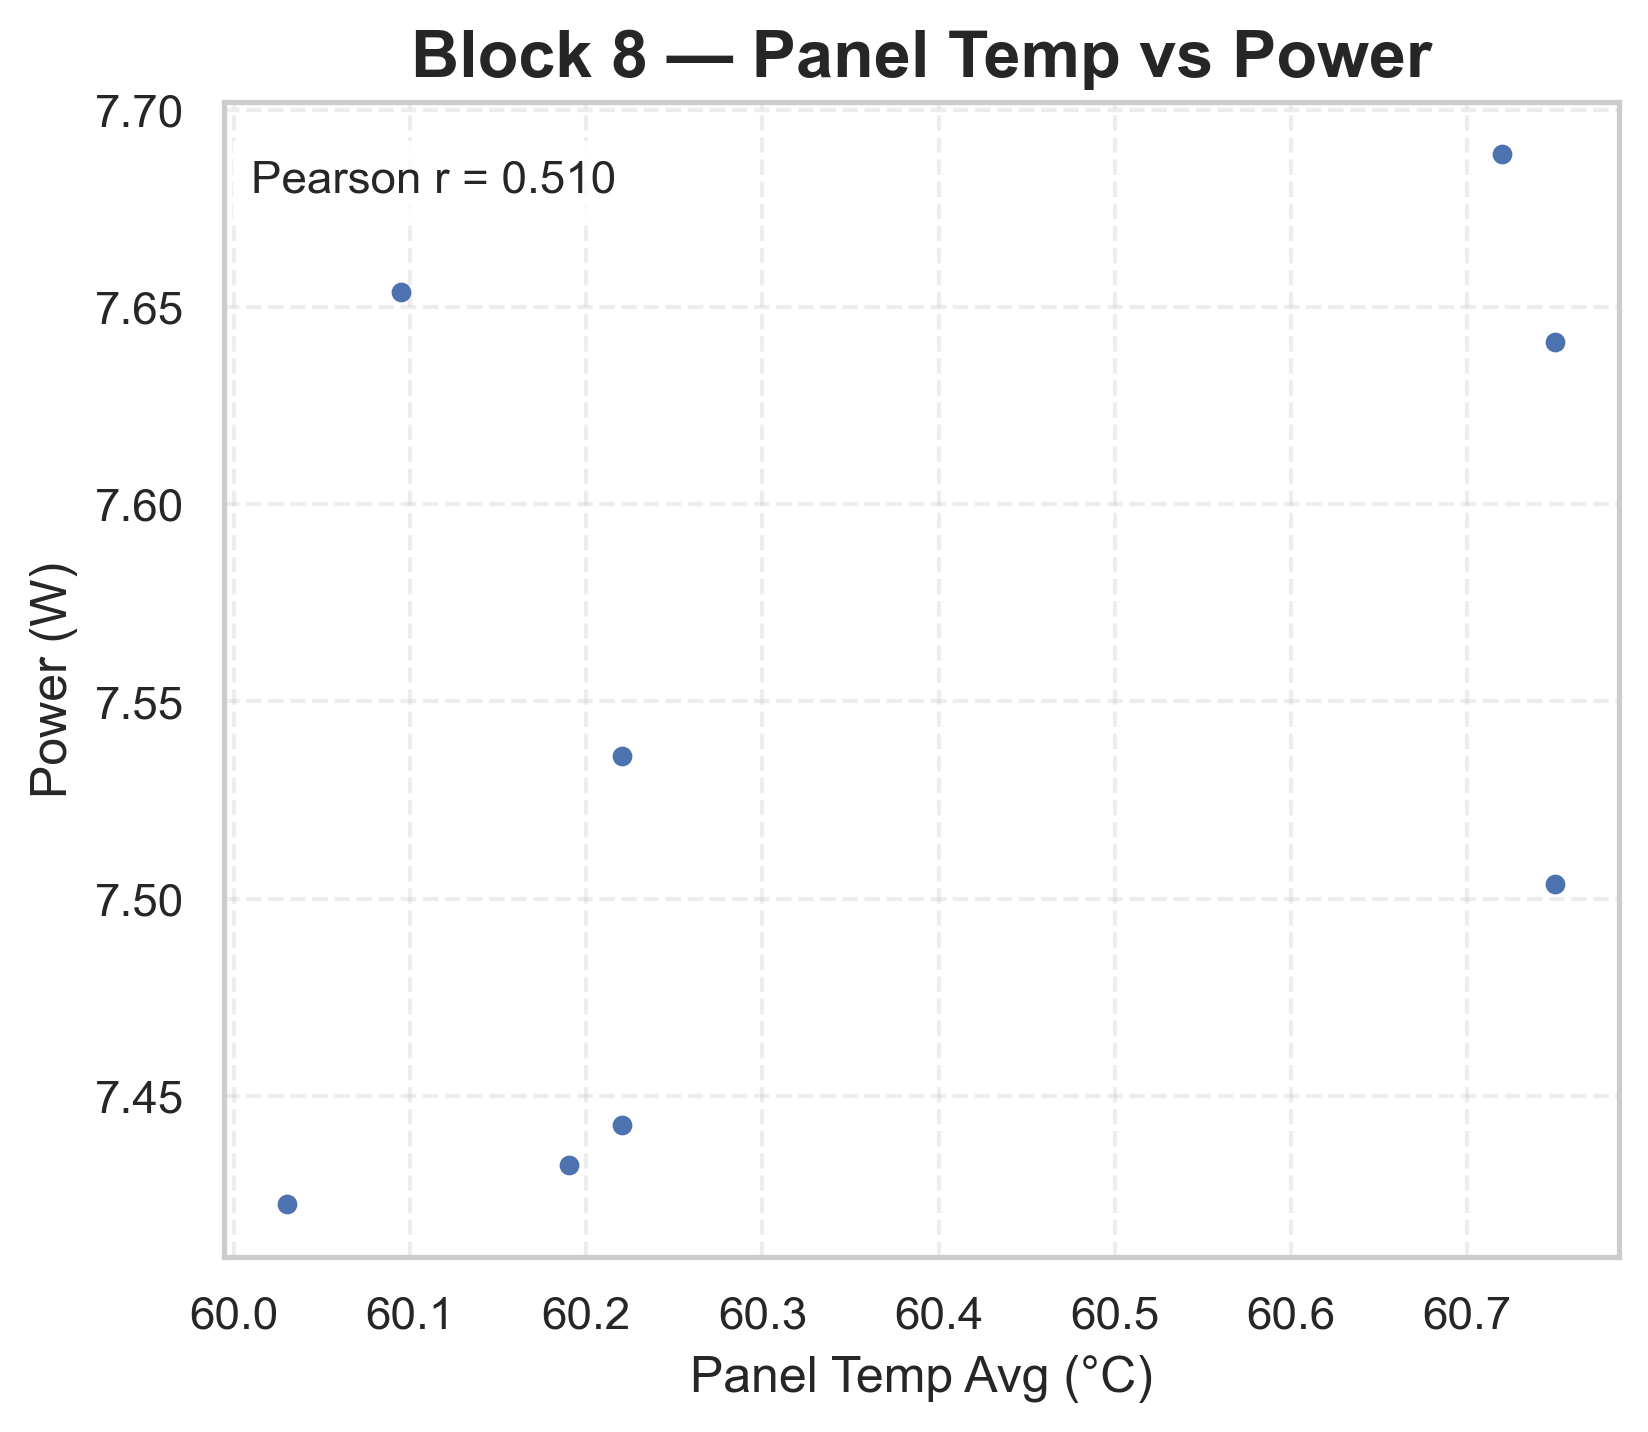 Block 8 — Panel Temp vs Power
Pearson r = 0.510
7.70
7.65
7.60
7.55
7.50
7.45
Power (W)
60.0 60.1 60.2 60.3 60.4 60.5 60.6 60.7
Panel Temp Avg (°C)